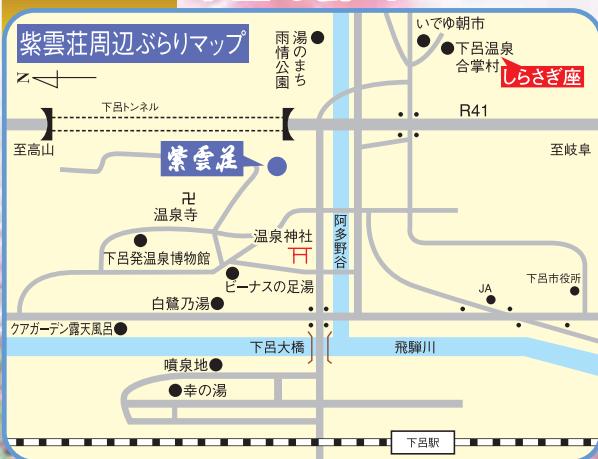 紫雲荘周辺ぶらりマップ
N
湯のまち
雨情公園
いでゆ朝市
下呂温泉
合掌村
しらさぎ座
下呂トンネル
R41
至高山
至岐阜
紫雲荘
卍
温泉寺
温泉神社
阿多野谷
下呂発温泉博物館
ビーナスの足湯
白鷺乃湯
クアガーデン露天風呂
JA
下呂市役所
下呂大橋
飛騨川
噴泉地
幸の湯
下呂駅